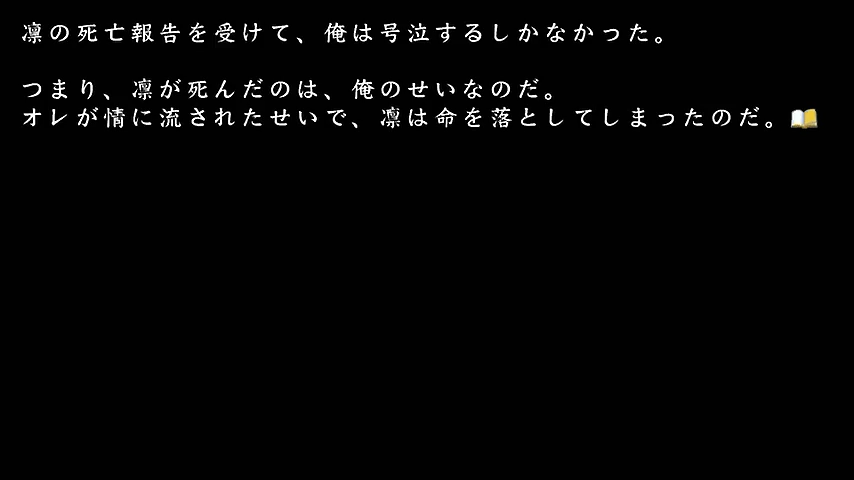 凛の死亡報告を受けて、俺は号泣するしかなかった。
つまり、凛が死んだのは、俺のせいなのだ。
オレが情に流されたせいで、凛は命を落としてしまったのだ。